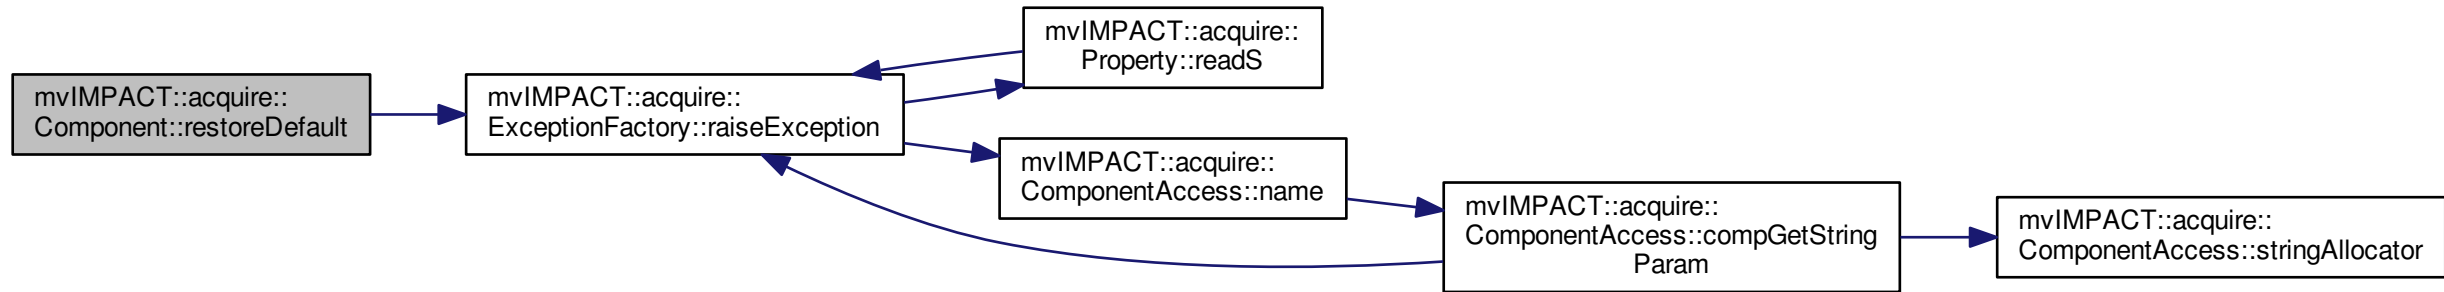 mvIMPACT::acquire::
Component::restoreDefault
mvIMPACT::acquire::
ExceptionFactory::raiseException
mvIMPACT::acquire::
Property::readS
mvIMPACT::acquire::
ComponentAccess::name
mvIMPACT::acquire::
ComponentAccess::compGetString
Param
mvIMPACT::acquire::
ComponentAccess::stringAllocator